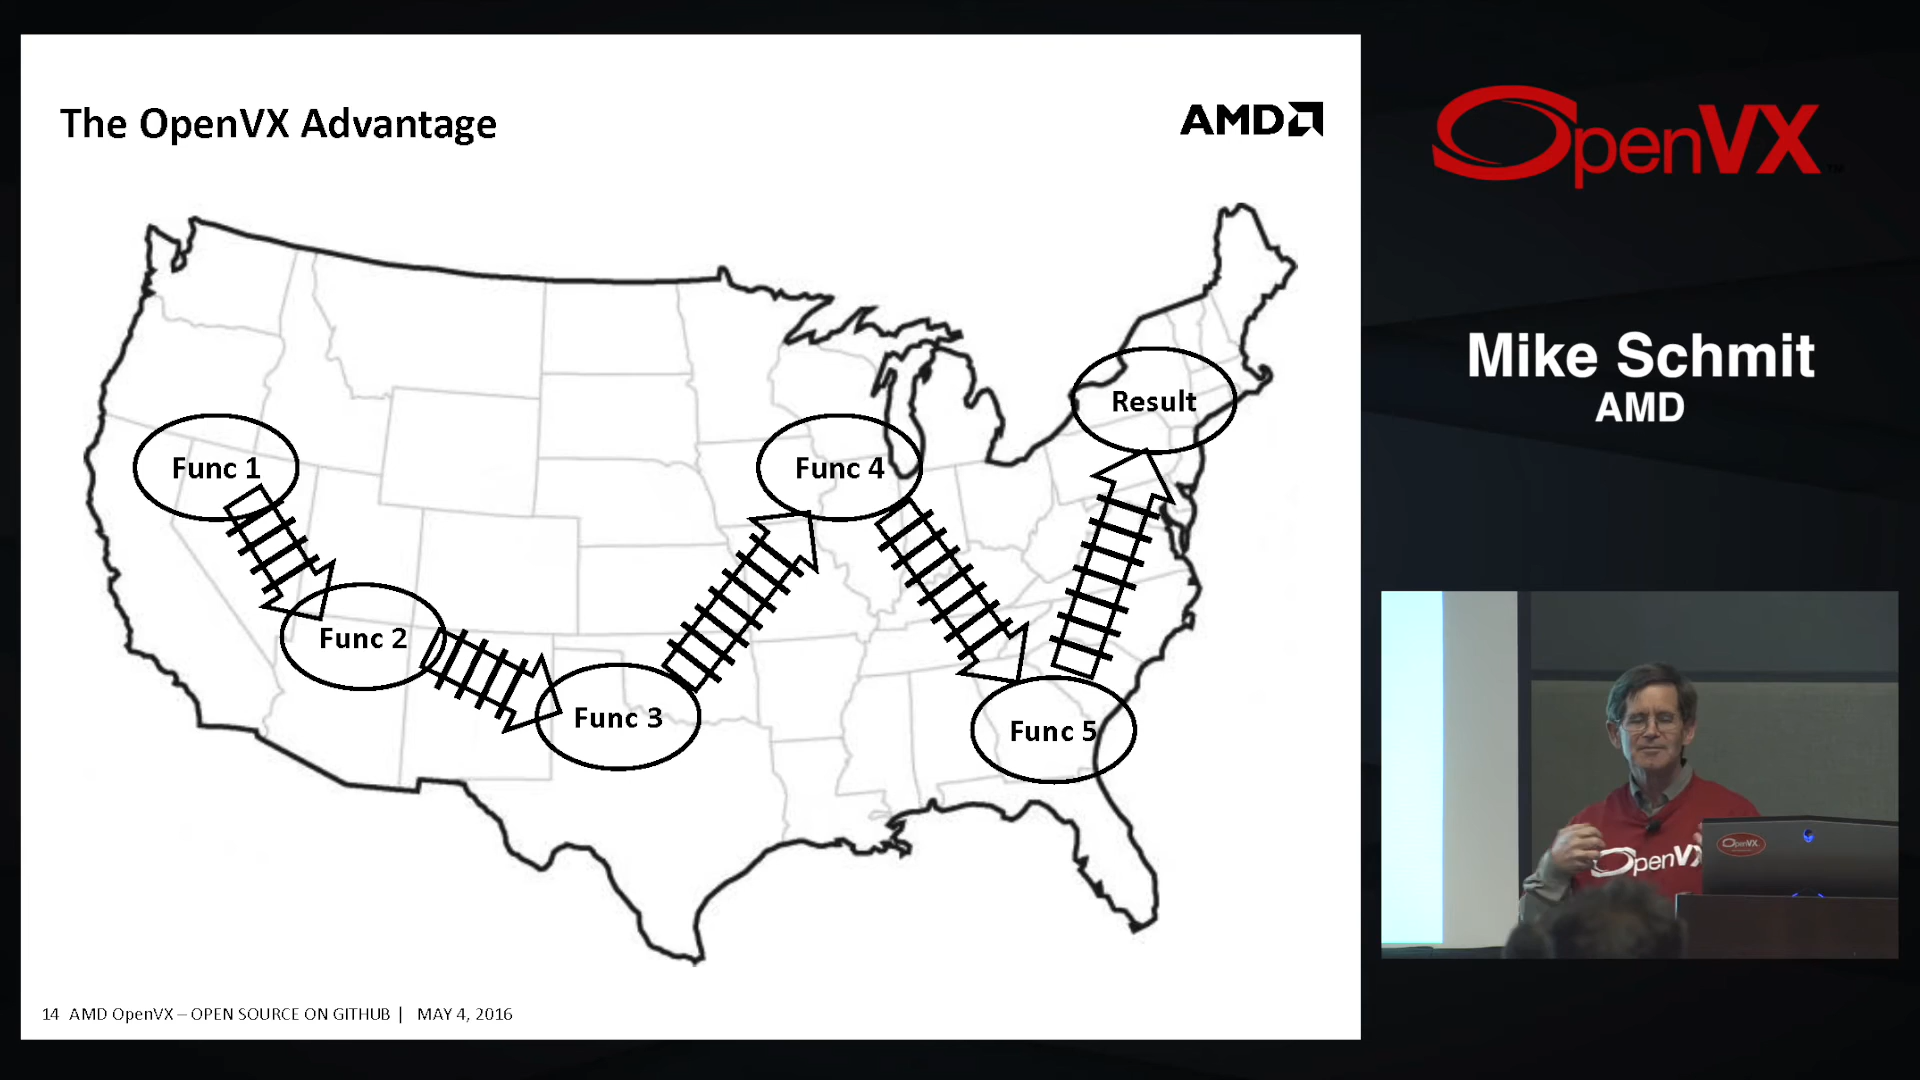 The OpenVX Advantage
AMD
Func 1
Func 2
Func 3
Func 4
Func 5
Result
14 AMD OpenVX – OPEN SOURCE ON GITHUB | MAY 4, 2016
OpenVX™
Mike Schmit
AMD
OpenVX
OpenVX